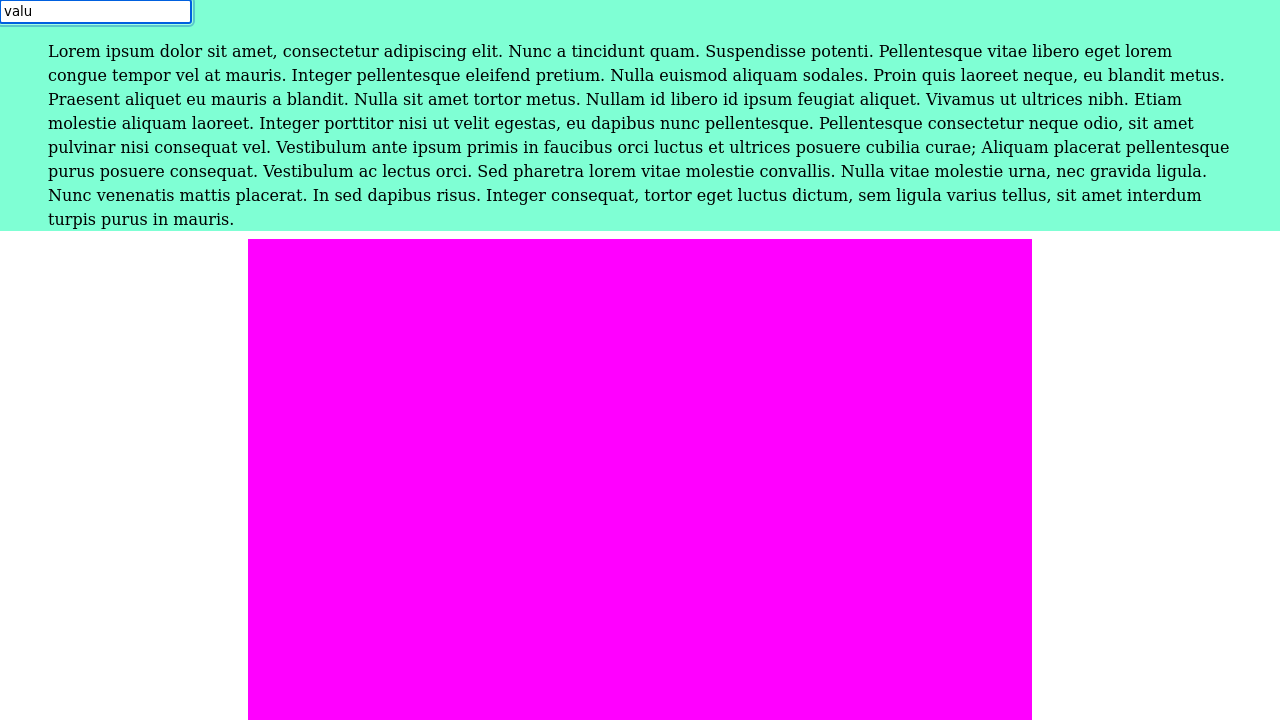 valu
Lorem ipsum dolor sit amet, consectetur adipiscing elit. Nunc a tincidunt quam. Suspendisse potenti. Pellentesque vitae libero eget lorem
congue tempor vel at mauris. Integer pellentesque eleifend pretium. Nulla euismod aliquam sodales. Proin quis laoreet neque, eu blandit metus.
Praesent aliquet eu mauris a blandit. Nulla sit amet tortor metus. Nullam id libero id ipsum feugiat aliquet. Vivamus ut ultrices nibh. Etiam
molestie aliquam laoreet. Integer porttitor nisi ut velit egestas, eu dapibus nunc pellentesque. Pellentesque consectetur neque odio, sit amet
pulvinar nisi consequat vel. Vestibulum ante ipsum primis in faucibus orci luctus et ultrices posuere cubilia curae; Aliquam placerat pellentesque
purus posuere consequat. Vestibulum ac lectus orci. Sed pharetra lorem vitae molestie convallis. Nulla vitae molestie urna, nec gravida ligula.
Nunc venenatis mattis placerat. In sed dapibus risus. Integer consequat, tortor eget luctus dictum, sem ligula varius tellus, sit amet interdum
turpis purus in mauris.